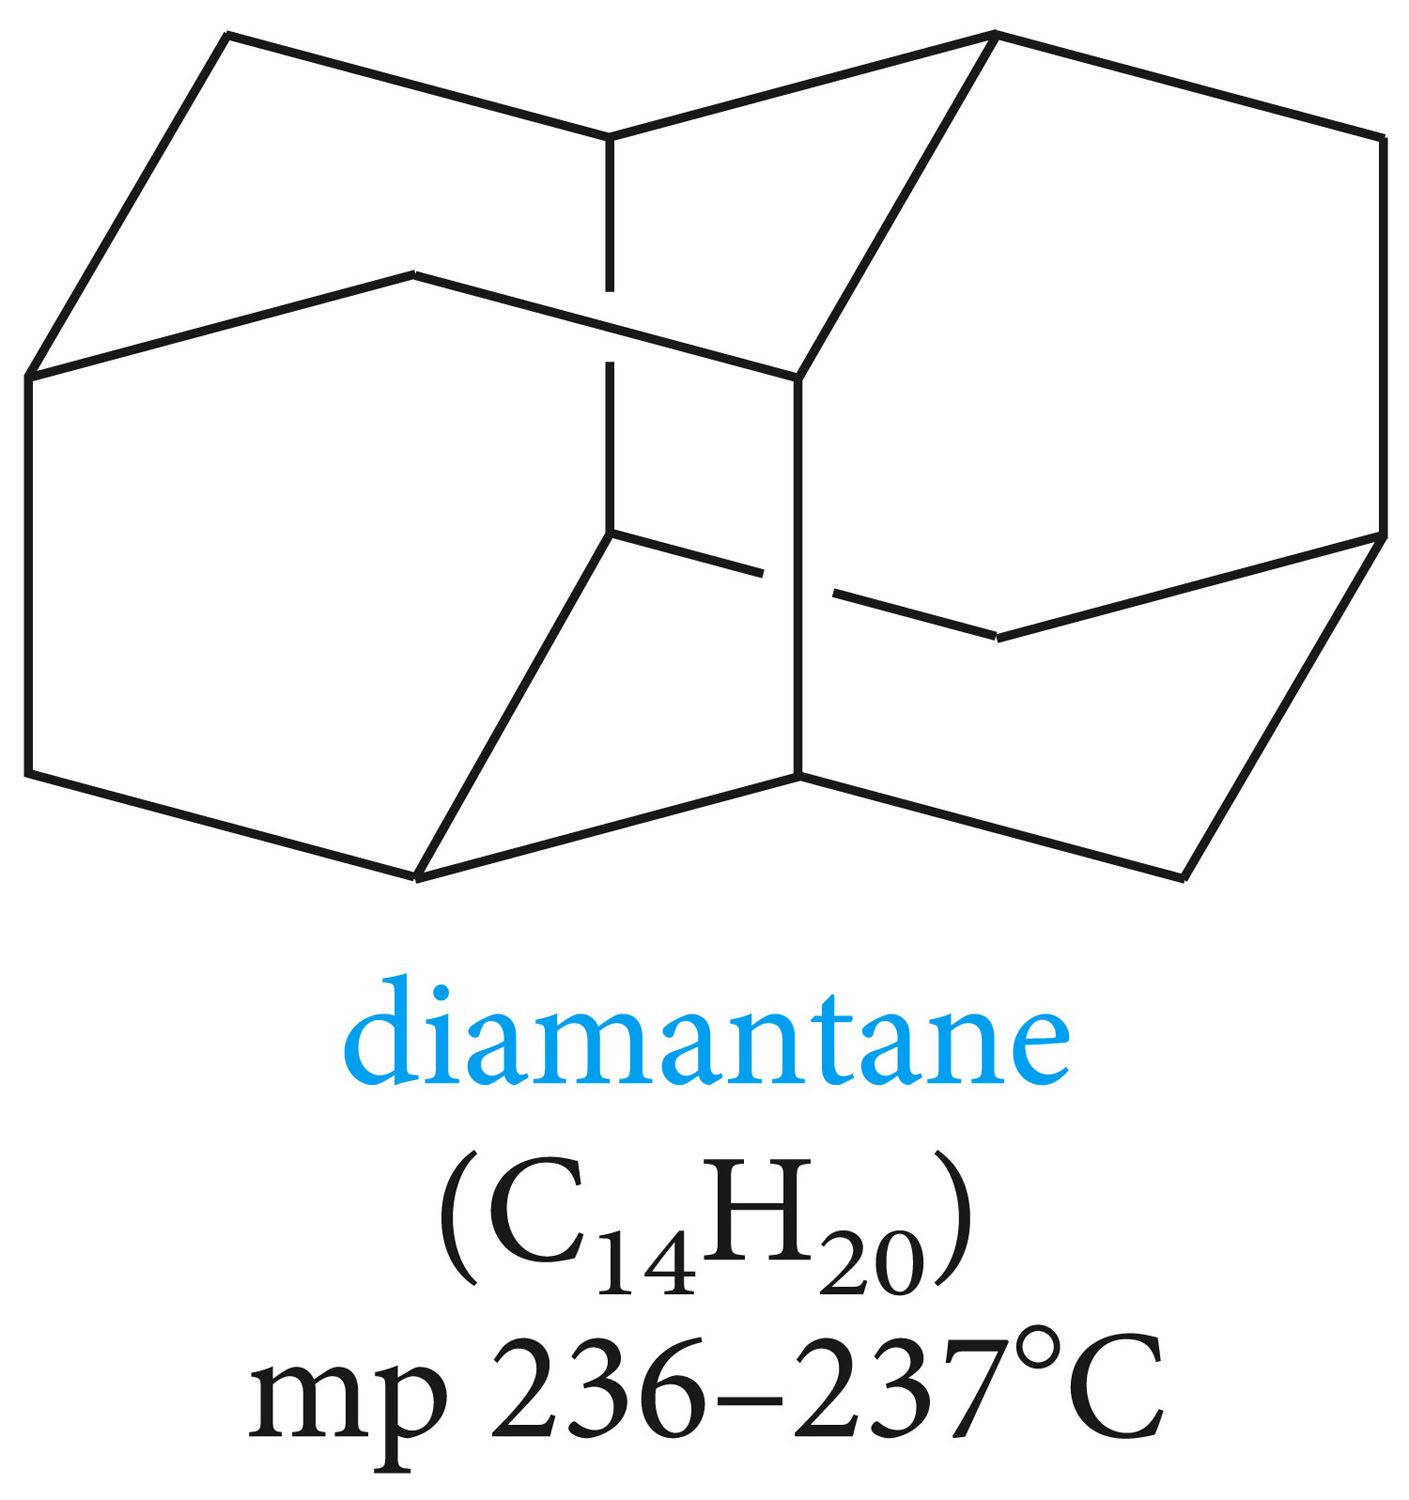 diamantane
(C₁₄H₂₀)
mp 236–237°C